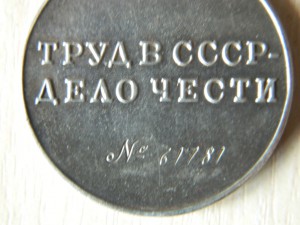 ТРУД В СССР-
ДЕЛО ЧЕСТИ
№ 61781